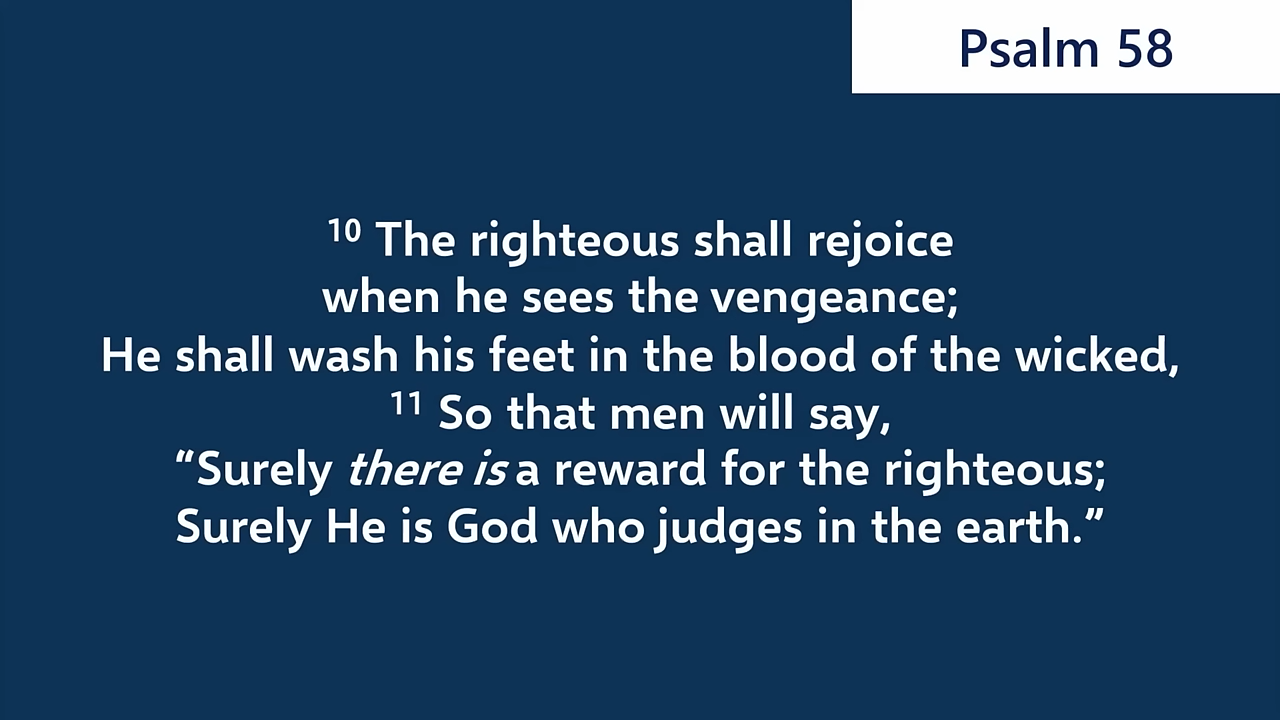 Psalm 58
10 The righteous shall rejoice
when he sees the vengeance;
He shall wash his feet in the blood of the wicked,
11 So that men will say,
“Surely there is a reward for the righteous;
Surely He is God who judges in the earth.”